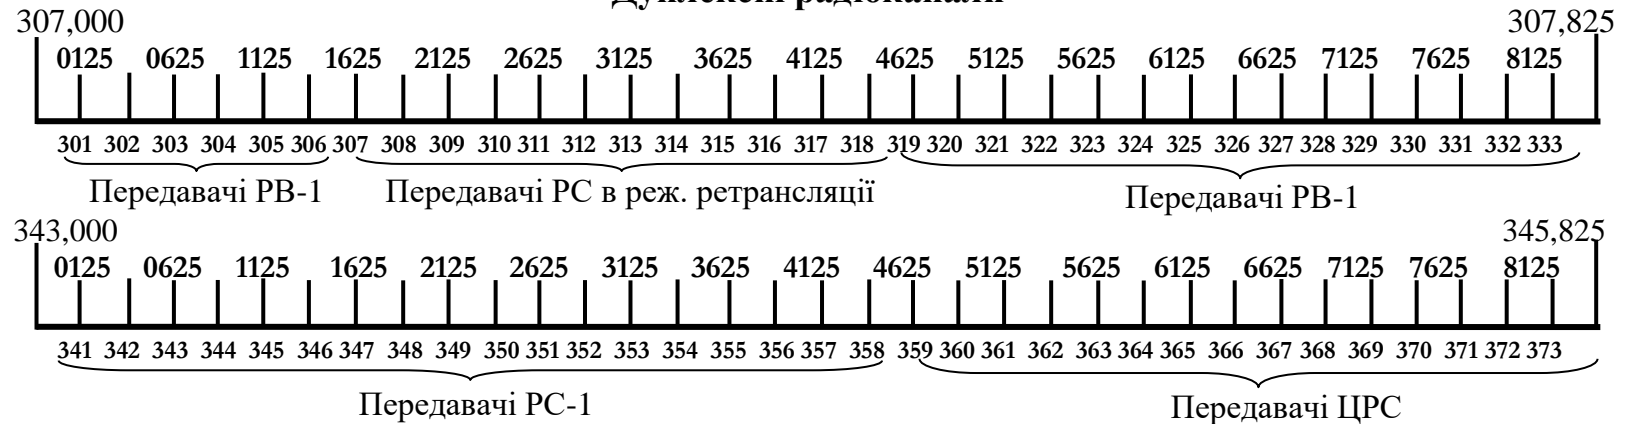 Дуплексні радіоканали
307,000 307,825
0125 0625 1125 1625 2125 2625 3125 3625 4125 4625 5125 5625 6125 6625 7125 7625 8125
301 302 303 304 305 306 307 308 309 310 311 312 313 314 315 316 317 318 319 320 321 322 323 324 325 326 327 328 329 330 331 332 333
Передавачі РВ-1 Передавачі РС в реж. ретрансляції Передавачі РВ-1
343,000 345,825
0125 0625 1125 1625 2125 2625 3125 3625 4125 4625 5125 5625 6125 6625 7125 7625 8125
341 342 343 344 345 346 347 348 349 350 351 352 353 354 355 356 357 358 359 360 361 362 363 364 365 366 367 368 369 370 371 372 373
Передавачі РС-1 Передавачі ЦРС